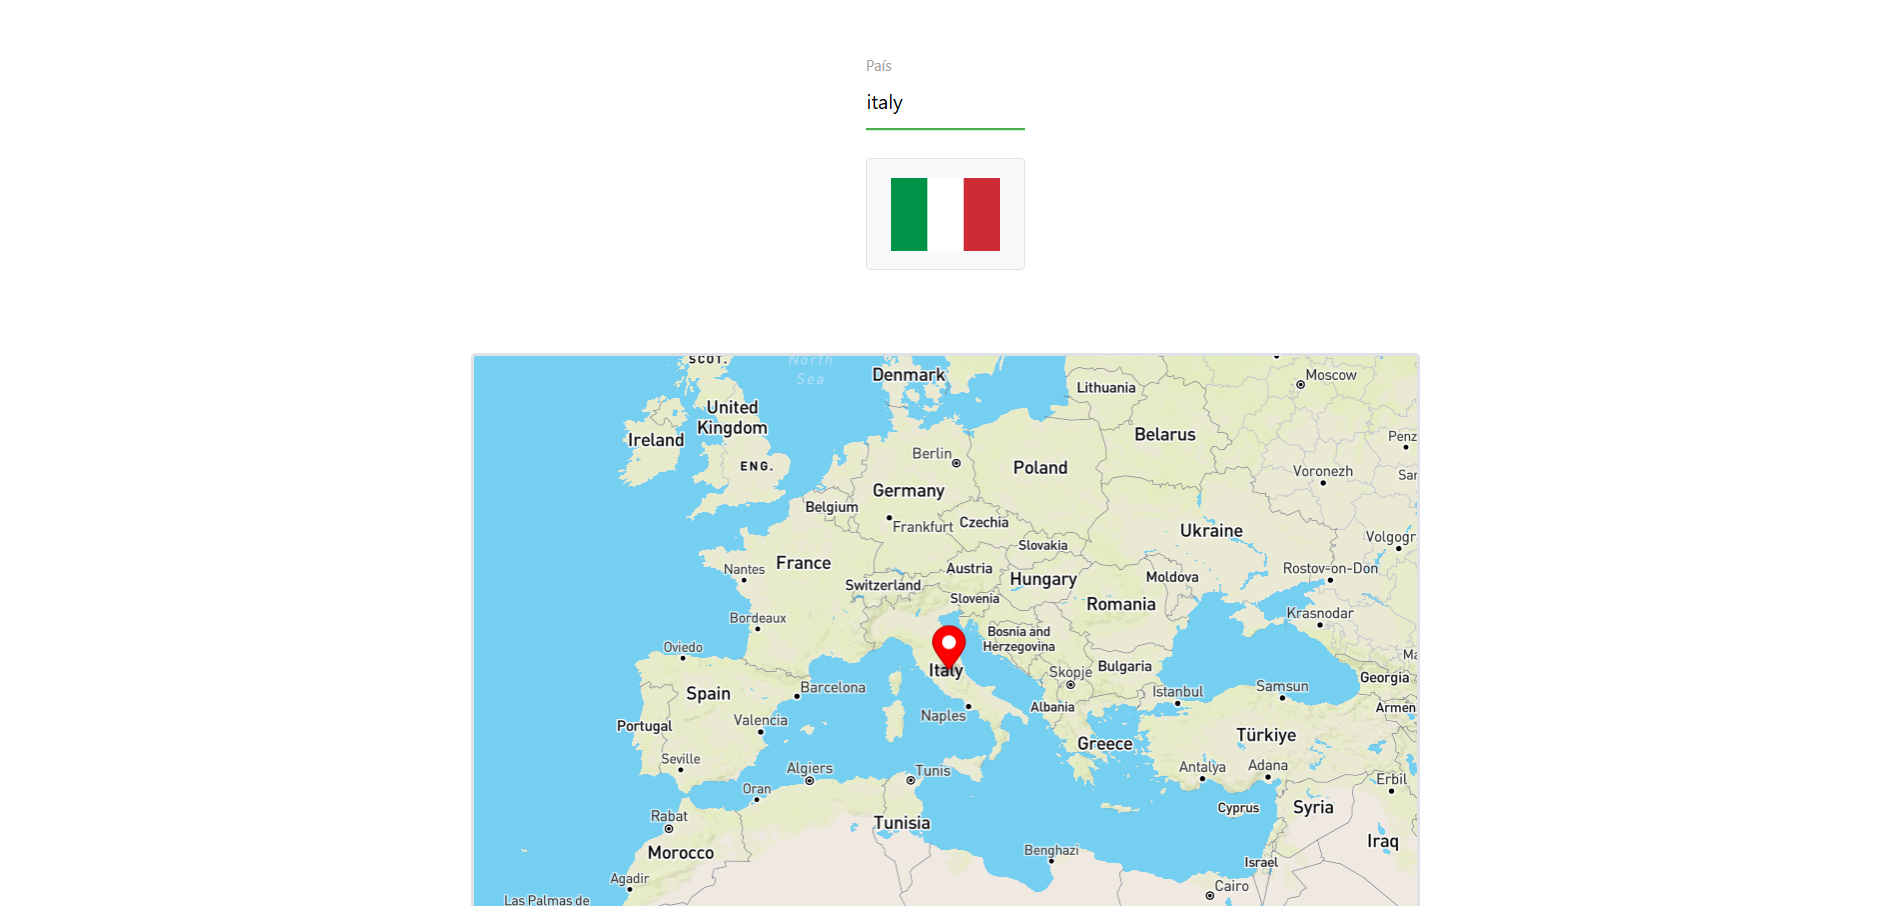 País
italy
SCOT.
North
Sea
Denmark
Lithuania
Moscow
United
Kingdom
Ireland
Belarus
Penz
ENG.
Berlin
Poland
Voronezh
Sar
Germany
Belgium
Frankfurt
Czechia
Ukraine
Volgogr
Slovakia
France
Nantes
Austria
Hungary
Moldova
Rostov-on-Don
Switzerland
Slovenia
Romania
Krasnodar
Bordeaux
Bosnia and
Herzegovina
Oviedo
Ma
Italy
Skopje
Bulgaria
Georgia
Spain
Barcelona
Istanbul
Samsun
Portugal
Valencia
Naples
Albania
Armen
Greece
Türkiye
Seville
Algiers
Tunis
Antalya
Adana
Erbil
Oran
Rabat
Cyprus
Syria
Tunisia
Iraq
Morocco
Benghazi
Israel
Agadir
Cairo
Las Palmas de